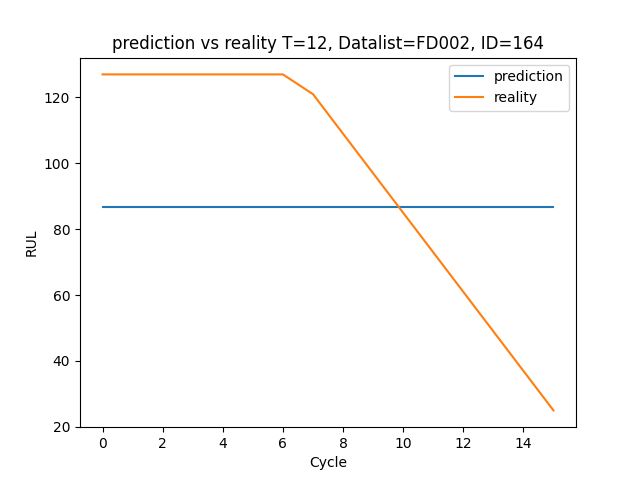 prediction vs reality T=12, Datalist=FD002, ID=164
prediction
reality
120
100
80
60
40
20
RUL
0 2 4 6 8 10 12 14
Cycle